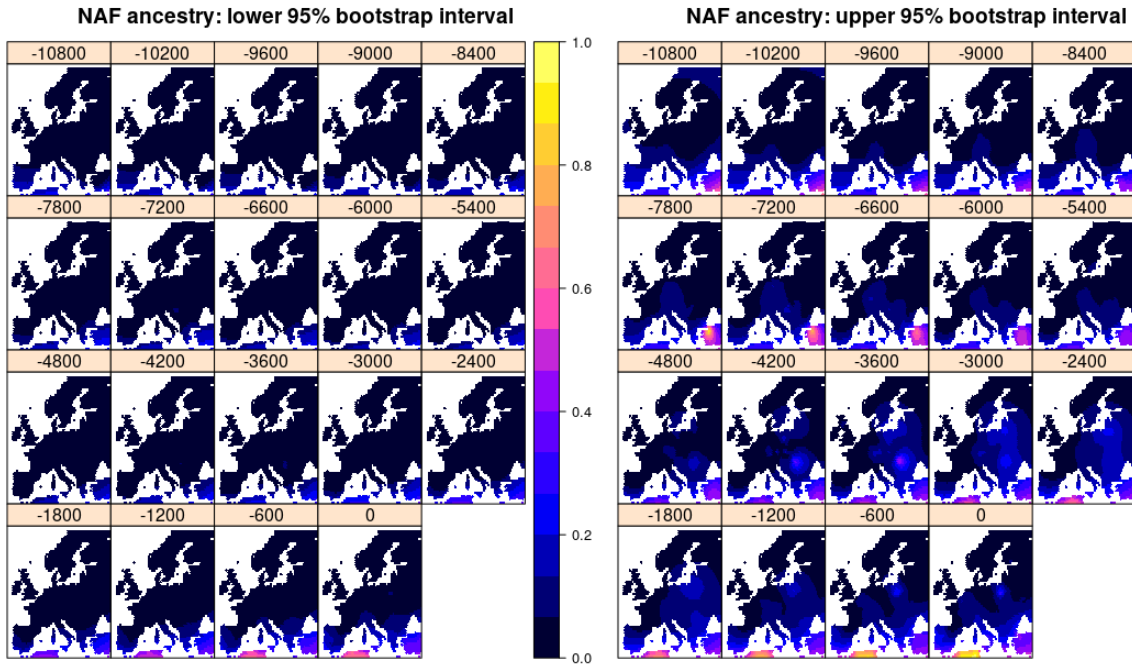 NAF ancestry: lower 95% bootstrap interval
-10800 -10200 -9600 -9000 -8400
-7800 -7200 -6600 -6000 -5400
-4800 -4200 -3600 -3000 -2400
-1800 -1200 -600 0
1.0
0.8
0.6
0.4
0.2
0.0
NAF ancestry: upper 95% bootstrap interval
-10800 -10200 -9600 -9000 -8400
-7800 -7200 -6600 -6000 -5400
-4800 -4200 -3600 -3000 -2400
-1800 -1200 -600 0